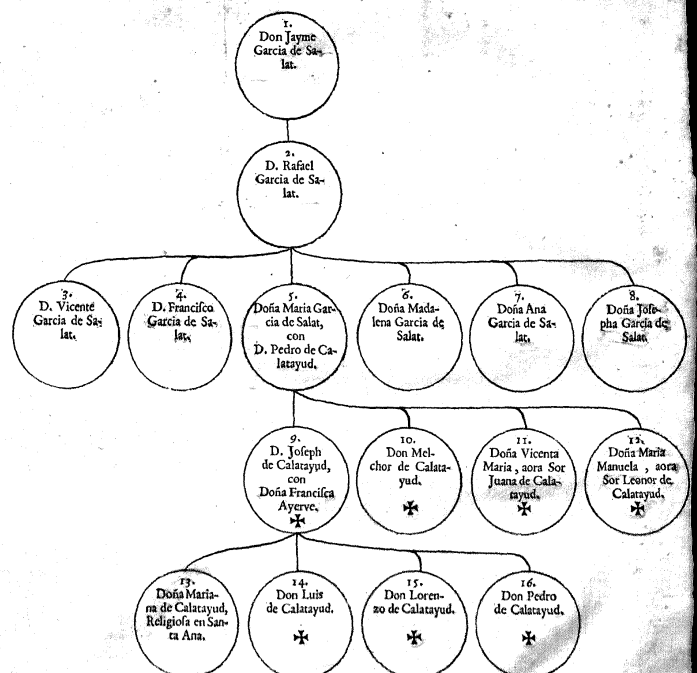 1.
Don Jayme
Garcia de Sa-
lat.
2.
D. Rafael
Garcia de Sa-
lat.
3.
D. Vicente
Garcia de Sa-
lat.
4.
D. Francisco
Garcia de Sa-
lat.
5.
Doña Maria Gar-
cia de Salat,
con
D. Pedro de Ca-
latayud.
6.
Doña Mada-
lena Garcia de
Salat.
7.
Doña Ana
Garcia de Sa-
lat.
8.
Doña Jose-
pha Garcia de
Salat.
9.
D. Joseph
de Calatayud,
con
Doña Francisca
Ayerve.
✠
10.
Don Mel-
chor de Calata-
yud.
✠
11.
Doña Vicenta
Maria, aora Sor
Juana de Cala-
tayud.
✠
12.
Doña Maria
Manuela, aora
Sor Leonor de
Calatayud.
✠
13.
Doña Maria-
na de Calatayud,
Religiosa en San-
ta Ana.
14.
Don Luis
de Calatayud.
✠
15.
Don Loren-
zo de Calatayud.
✠
16.
Don Pedro
de Calatayud.
✠